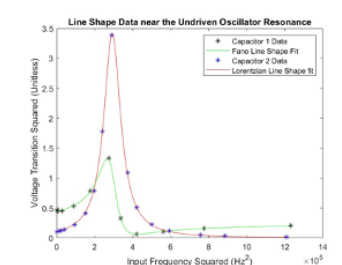 Line Shape Data near the Undriven Oscillator Resonance
Capacitor 1 Data
Fano Line Shape Fit
Capacitor 2 Data
Lorentzian Line Shape fit
Voltage Transition Squared (Unitless)
3.5
3
2.5
2
1.5
1
0.5
0
0 2 4 6 8 10 12 14
×10⁵
Input Frequency Squared (Hz²)